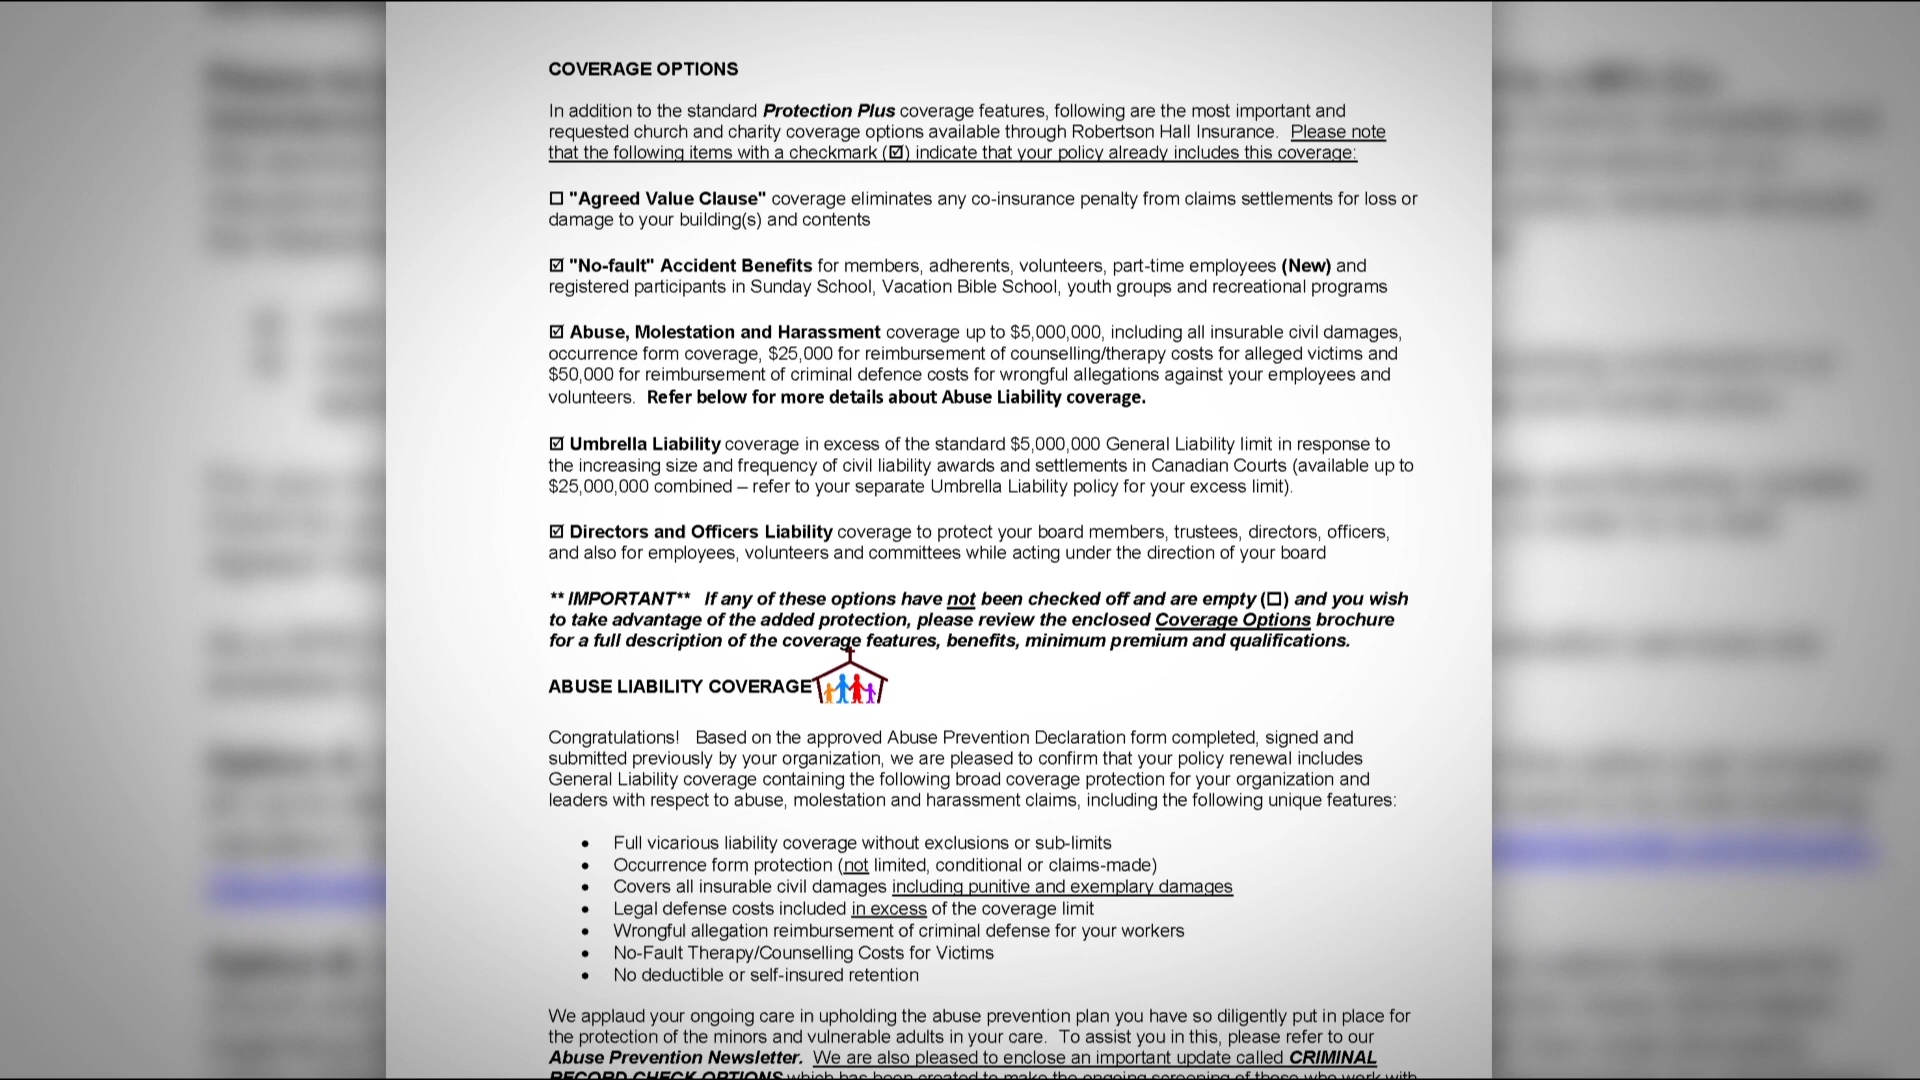 COVERAGE OPTIONS
In addition to the standard Protection Plus coverage features, following are the most important and
requested church and charity coverage options available through Robertson Hall Insurance. Please note
that the following items with a checkmark (☑) indicate that your policy already includes this coverage:
☐ "Agreed Value Clause" coverage eliminates any co-insurance penalty from claims settlements for loss or
damage to your building(s) and contents
☑ "No-fault" Accident Benefits for members, adherents, volunteers, part-time employees (New) and
registered participants in Sunday School, Vacation Bible School, youth groups and recreational programs
☑ Abuse, Molestation and Harassment coverage up to $5,000,000, including all insurable civil damages,
occurrence form coverage, $25,000 for reimbursement of counselling/therapy costs for alleged victims and
$50,000 for reimbursement of criminal defence costs for wrongful allegations against your employees and
volunteers. Refer below for more details about Abuse Liability coverage.
☑ Umbrella Liability coverage in excess of the standard $5,000,000 General Liability limit in response to
the increasing size and frequency of civil liability awards and settlements in Canadian Courts (available up to
$25,000,000 combined – refer to your separate Umbrella Liability policy for your excess limit).
☑ Directors and Officers Liability coverage to protect your board members, trustees, directors, officers,
and also for employees, volunteers and committees while acting under the direction of your board
** IMPORTANT** If any of these options have not been checked off and are empty (☐) and you wish
to take advantage of the added protection, please review the enclosed Coverage Options brochure
for a full description of the coverage features, benefits, minimum premium and qualifications.
ABUSE LIABILITY COVERAGE
Congratulations! Based on the approved Abuse Prevention Declaration form completed, signed and
submitted previously by your organization, we are pleased to confirm that your policy renewal includes
General Liability coverage containing the following broad coverage protection for your organization and
leaders with respect to abuse, molestation and harassment claims, including the following unique features:
• Full vicarious liability coverage without exclusions or sub-limits
• Occurrence form protection (not limited, conditional or claims-made)
• Covers all insurable civil damages including punitive and exemplary damages
• Legal defense costs included in excess of the coverage limit
• Wrongful allegation reimbursement of criminal defense for your workers
• No-Fault Therapy/Counselling Costs for Victims
• No deductible or self-insured retention
We applaud your ongoing care in upholding the abuse prevention plan you have so diligently put in place for
the protection of the minors and vulnerable adults in your care. To assist you in this, please refer to our
Abuse Prevention Newsletter. We are also pleased to enclose an important update called CRIMINAL
RECORD CHECK OPTIONS which has been created to make the ongoing screening of those who work with